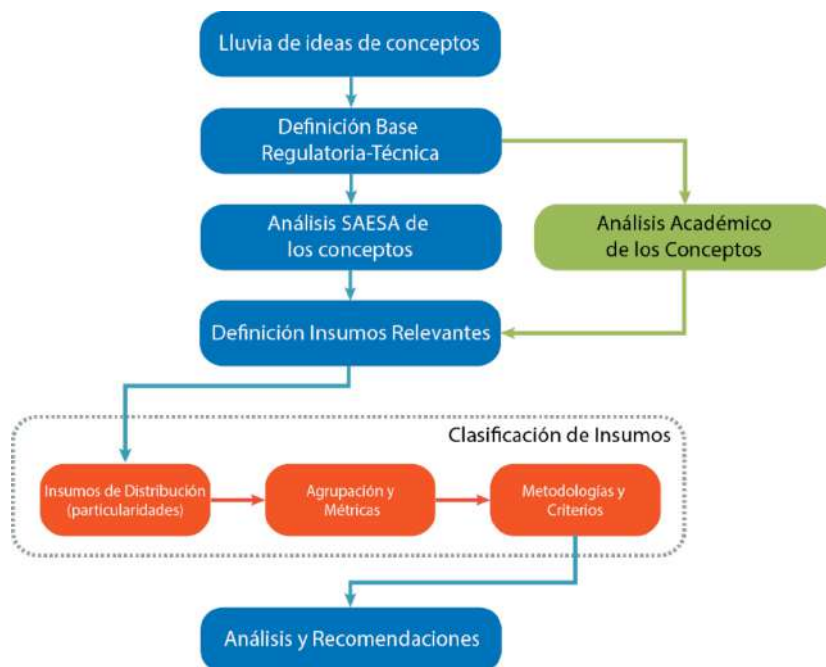 Lluvia de ideas de conceptos
Definición Base
Regulatoria-Técnica
Análisis SAESA de
los conceptos
Análisis Académico
de los Conceptos
Definición Insumos Relevantes
Clasificación de Insumos
Insumos de Distribución
(particularidades)
Agrupación y
Métricas
Metodologías y
Criterios
Análisis y Recomendaciones